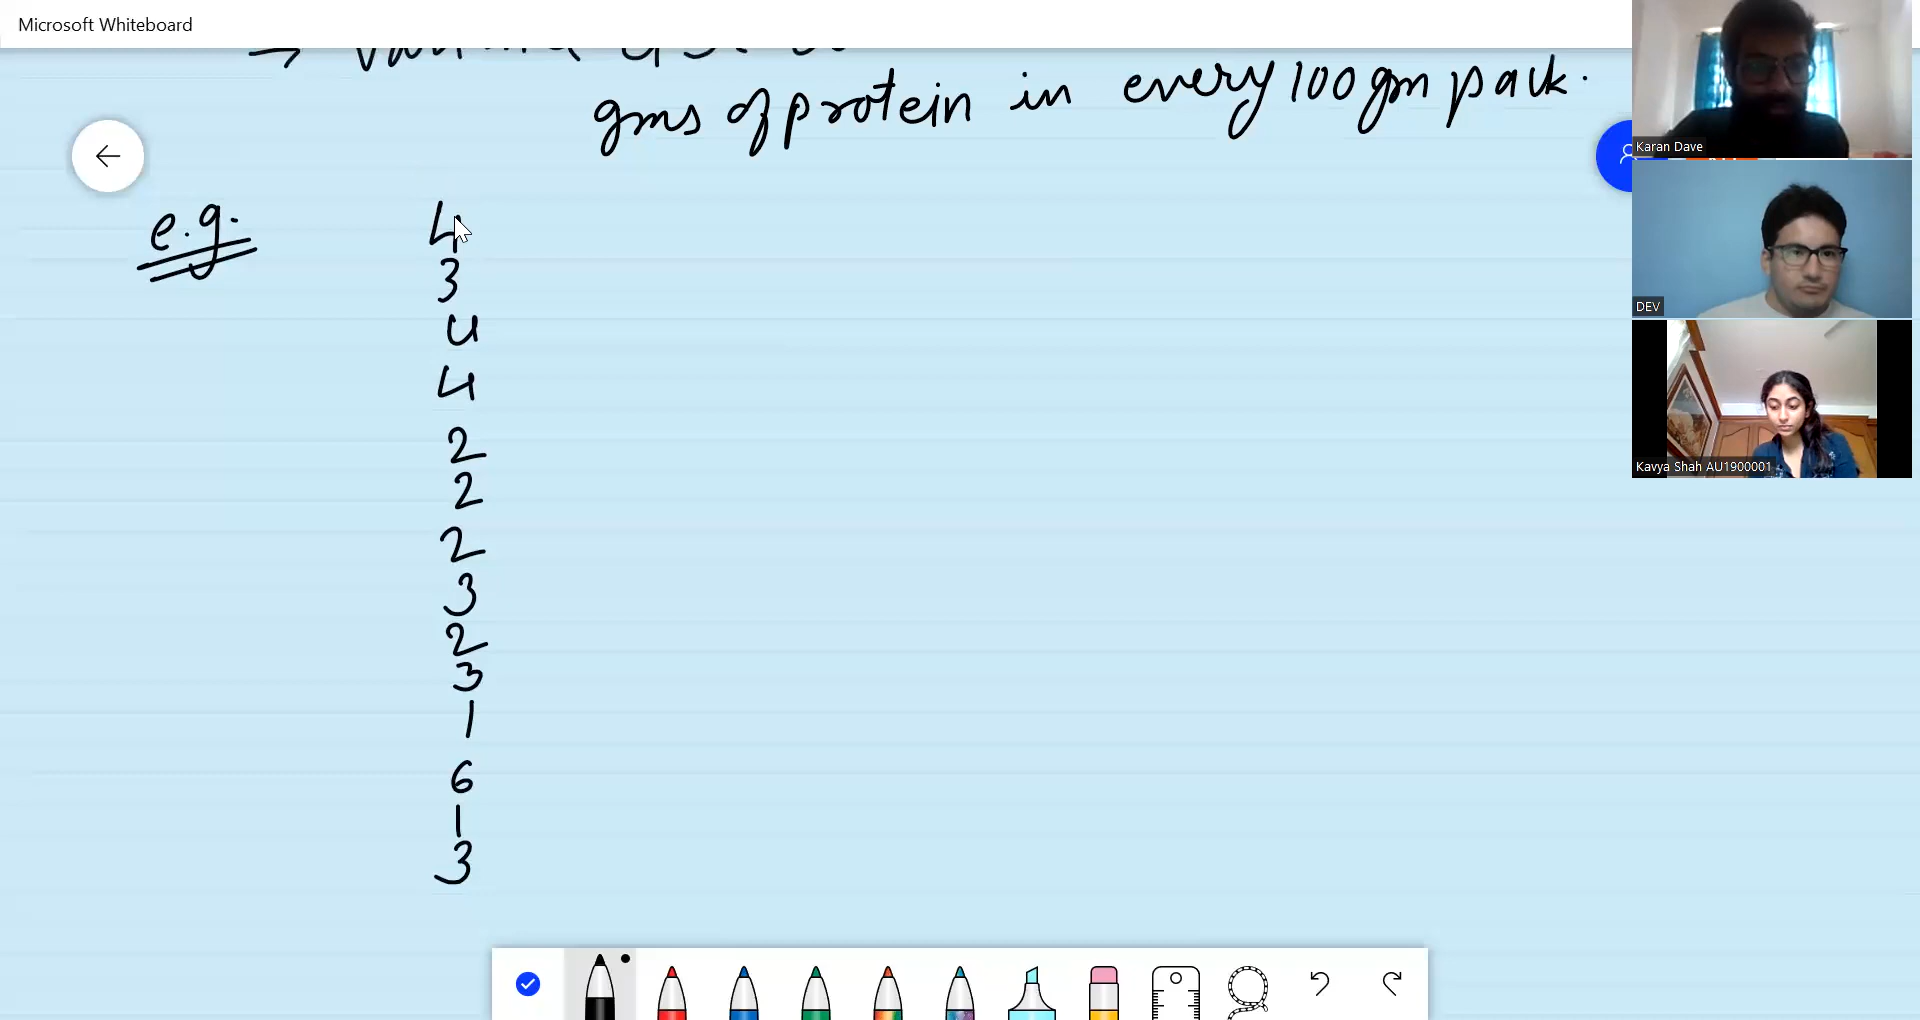 Microsoft Whiteboard
gms of protein in every 100 gm pack.
e.g.
4
3
4
4
2
2
2
3
2
3
1
6
1
3
Karan Dave
DEV
Kavya Shah AU1900001